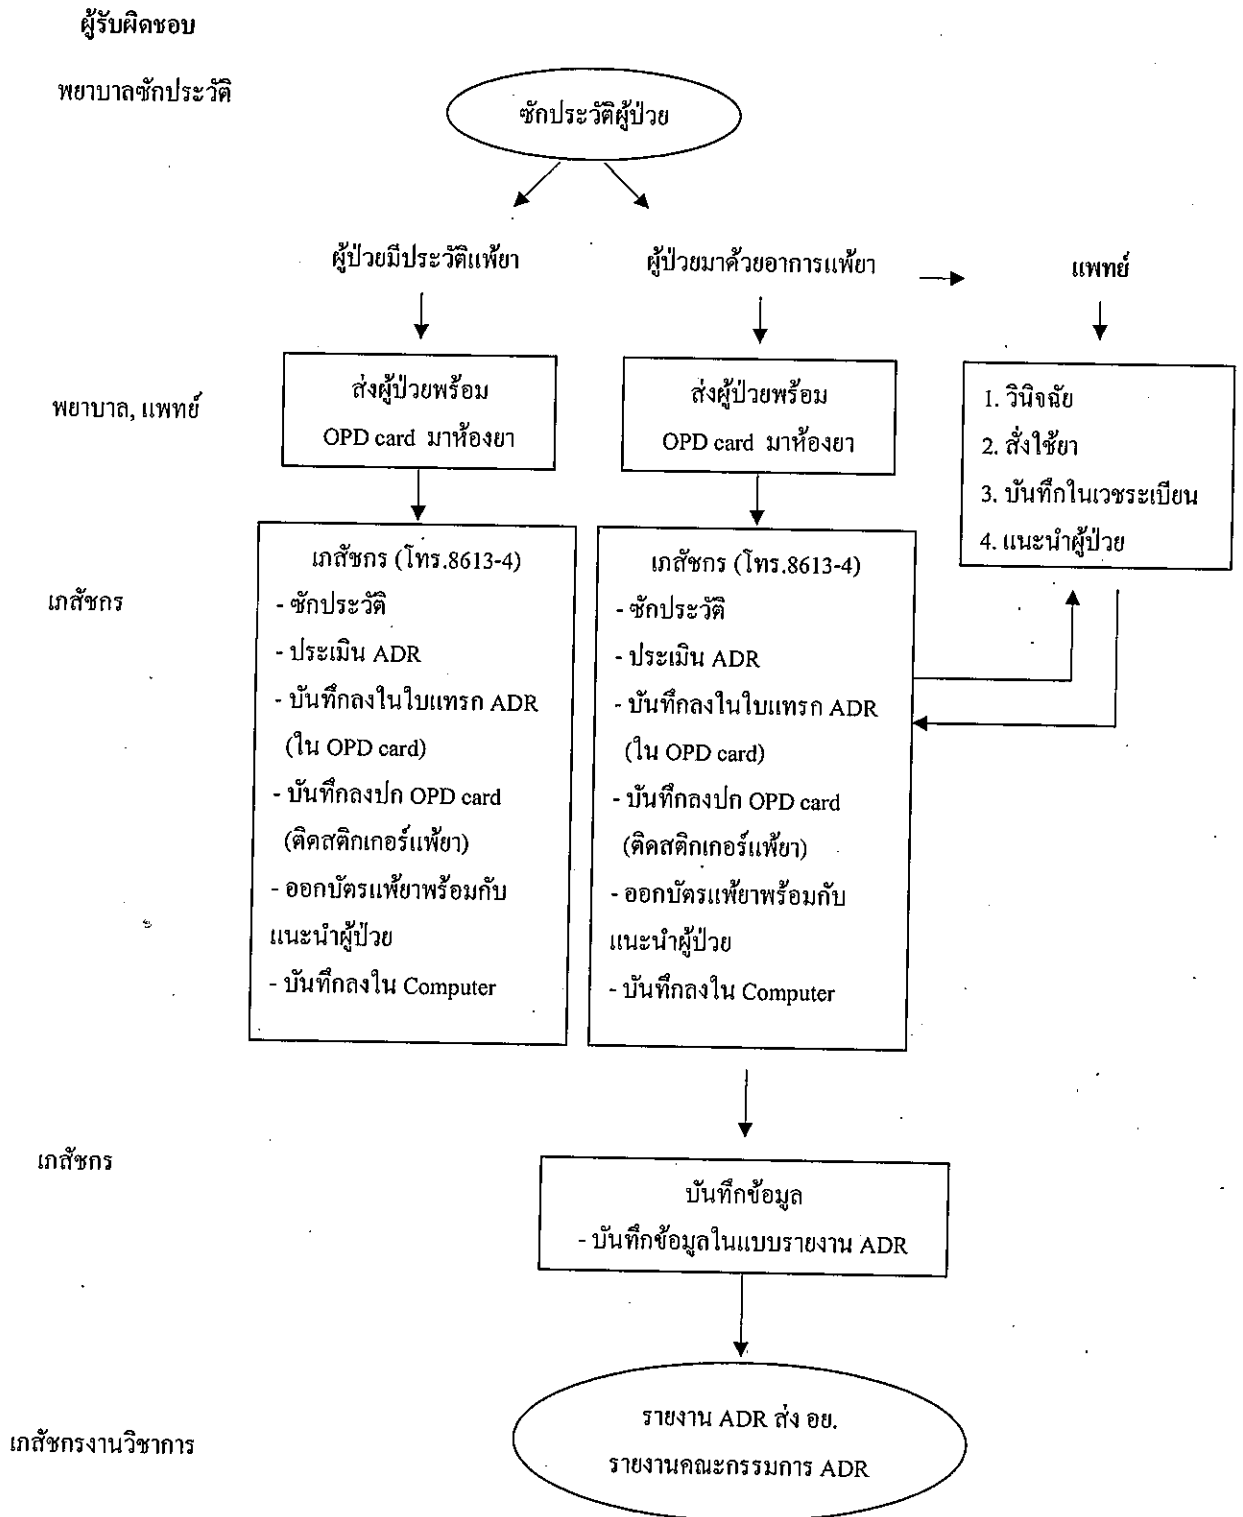 ผู้รับผิดชอบ
พยาบาลซักประวัติ
ซักประวัติผู้ป่วย
ผู้ป่วยมีประวัติแพ้ยา
ผู้ป่วยมาด้วยอาการแพ้ยา
แพทย์
พยาบาล, แพทย์
ส่งผู้ป่วยพร้อม
OPD card มาห้องยา
ส่งผู้ป่วยพร้อม
OPD card มาห้องยา
1. วินิจฉัย
2. สั่งใช้ยา
3. บันทึกในเวชระเบียน
4. แนะนำผู้ป่วย
เภสัชกร
เภสัชกร (โทร.8613-4)
- ซักประวัติ
- ประเมิน ADR
- บันทึกลงในใบแทรก ADR
(ใน OPD card)
- บันทึกลงปก OPD card
(ติดสติกเกอร์แพ้ยา)
- ออกบัตรแพ้ยาพร้อมกับ
แนะนำผู้ป่วย
- บันทึกลงใน Computer
เภสัชกร (โทร.8613-4)
- ซักประวัติ
- ประเมิน ADR
- บันทึกลงในใบแทรก ADR
(ใน OPD card)
- บันทึกลงปก OPD card
(ติดสติกเกอร์แพ้ยา)
- ออกบัตรแพ้ยาพร้อมกับ
แนะนำผู้ป่วย
- บันทึกลงใน Computer
เภสัชกร
บันทึกข้อมูล
- บันทึกข้อมูลในแบบรายงาน ADR
เภสัชกรงานวิชาการ
รายงาน ADR ส่ง อย.
รายงานคณะกรรมการ ADR